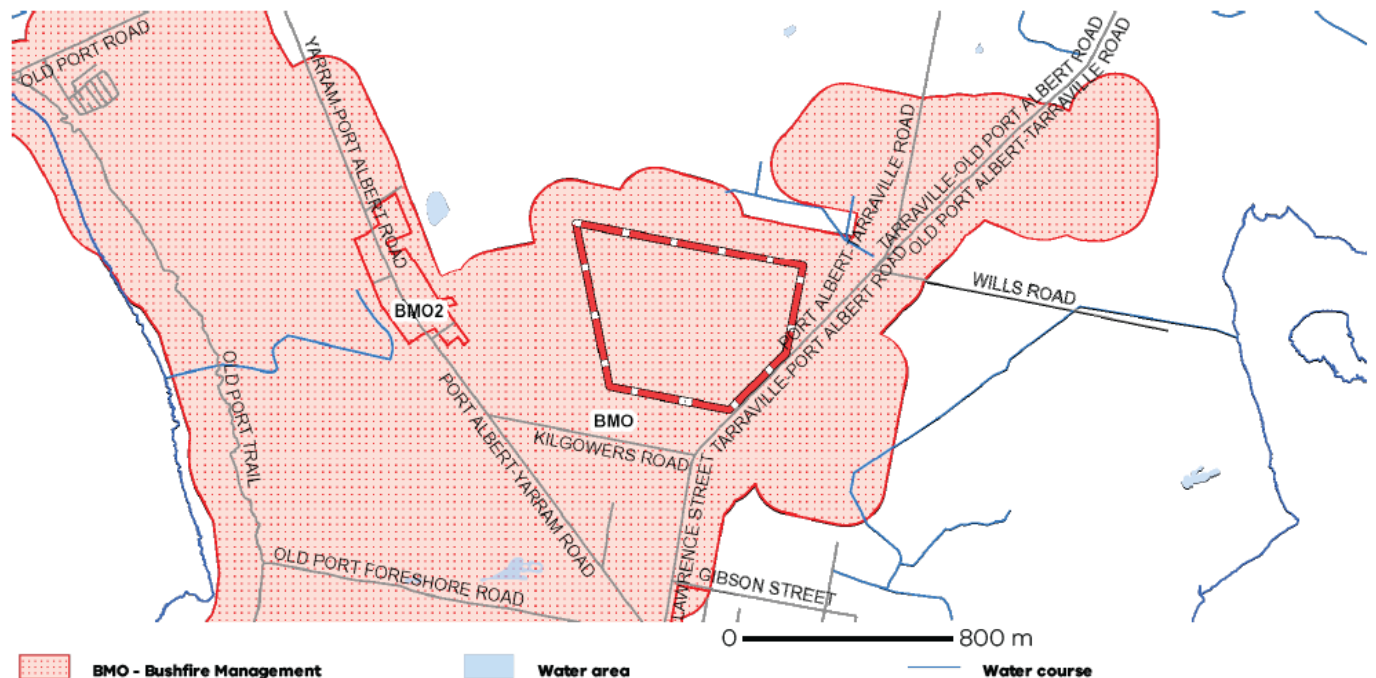 OLD PORT ROAD
YARRAM-PORT ALBERT ROAD
PORT ALBERT-TARRAVILLE ROAD
TARRAVILLE-OLD PORT ALBERT ROAD
OLD PORT ALBERT-TARRAVILLE ROAD
WILLS ROAD
BMO2
OLD PORT TRAIL
PORT ALBERT-YARRAM ROAD
BMO
KILGOWERS ROAD
TARRAVILLE-PORT ALBERT ROAD
LAWRENCE STREET
OLD PORT FORESHORE ROAD
GIBSON STREET
0 800 m
BMO - Bushfire Management
Water area
Water course